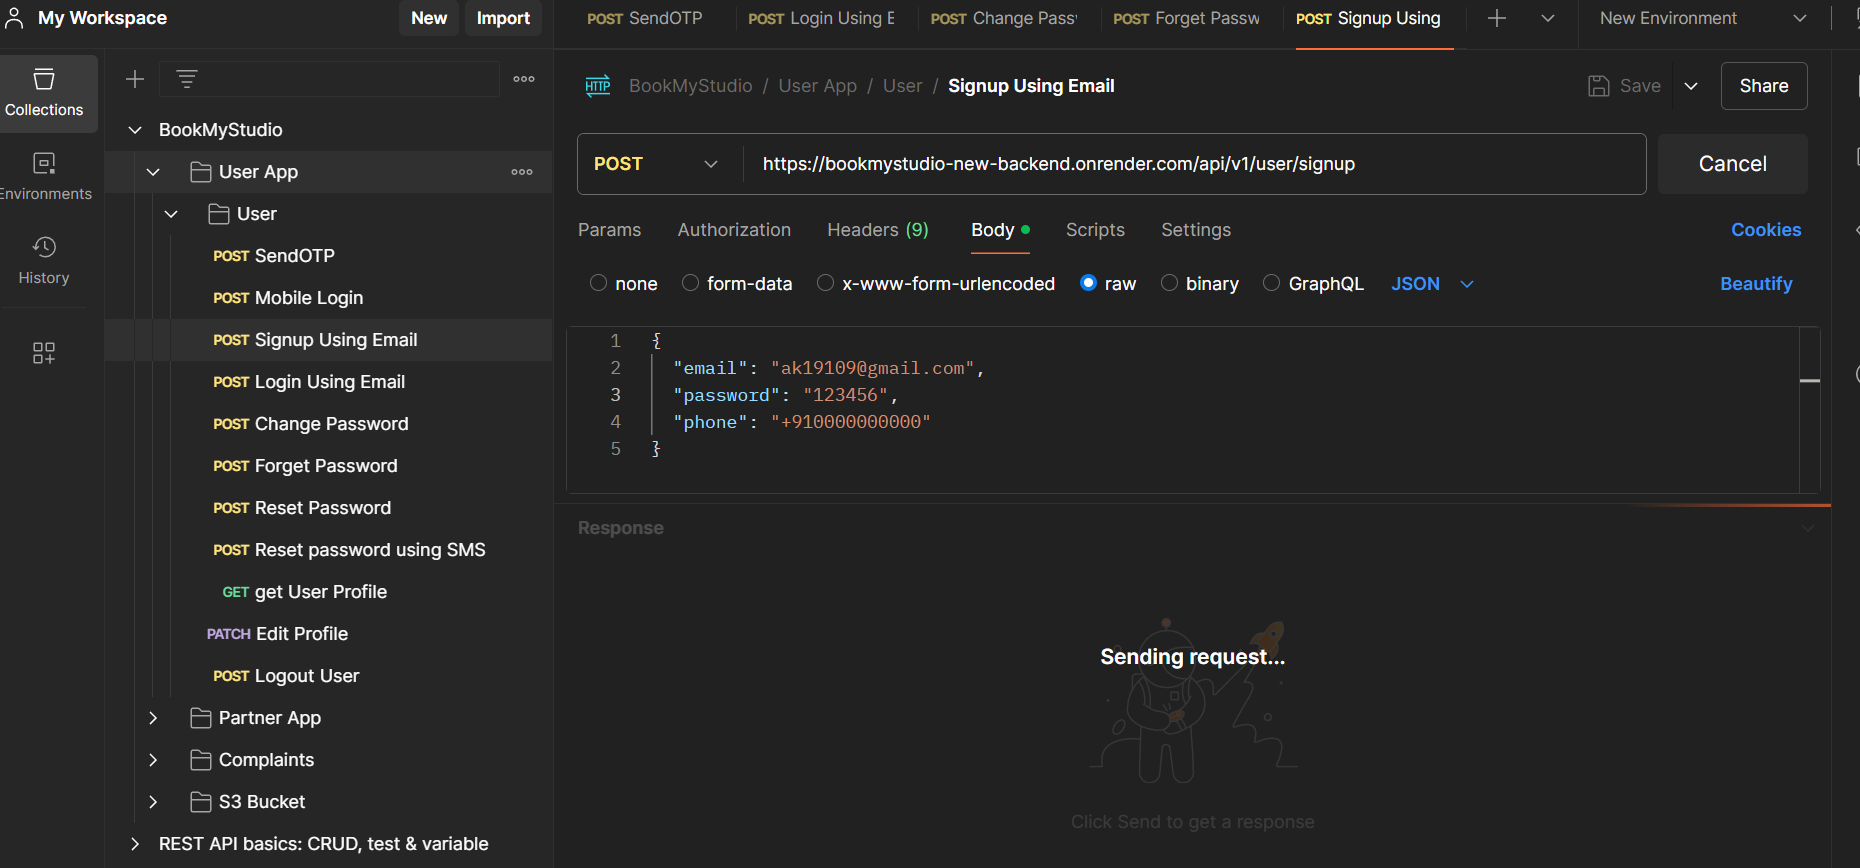 My Workspace
New
Import
POST SendOTP
POST Login Using E
POST Change Pass
POST Forget Passw
POST Signup Using
New Environment
Collections
Environments
History
BookMyStudio
User App
User
POST SendOTP
POST Mobile Login
POST Signup Using Email
POST Login Using Email
POST Change Password
POST Forget Password
POST Reset Password
POST Reset password using SMS
GET get User Profile
PATCH Edit Profile
POST Logout User
Partner App
Complaints
S3 Bucket
REST API basics: CRUD, test & variable
HTTP BookMyStudio / User App / User / Signup Using Email
Save
Share
POST https://bookmystudio-new-backend.onrender.com/api/v1/user/signup
Cancel
Params Authorization Headers (9) Body Scripts Settings
Cookies
none form-data x-www-form-urlencoded raw binary GraphQL JSON
Beautify
1 {
2 "email": "ak19109@gmail.com",
3 "password": "123456",
4 "phone": "+910000000000"
5 }
Response
Sending request...
Click Send to get a response